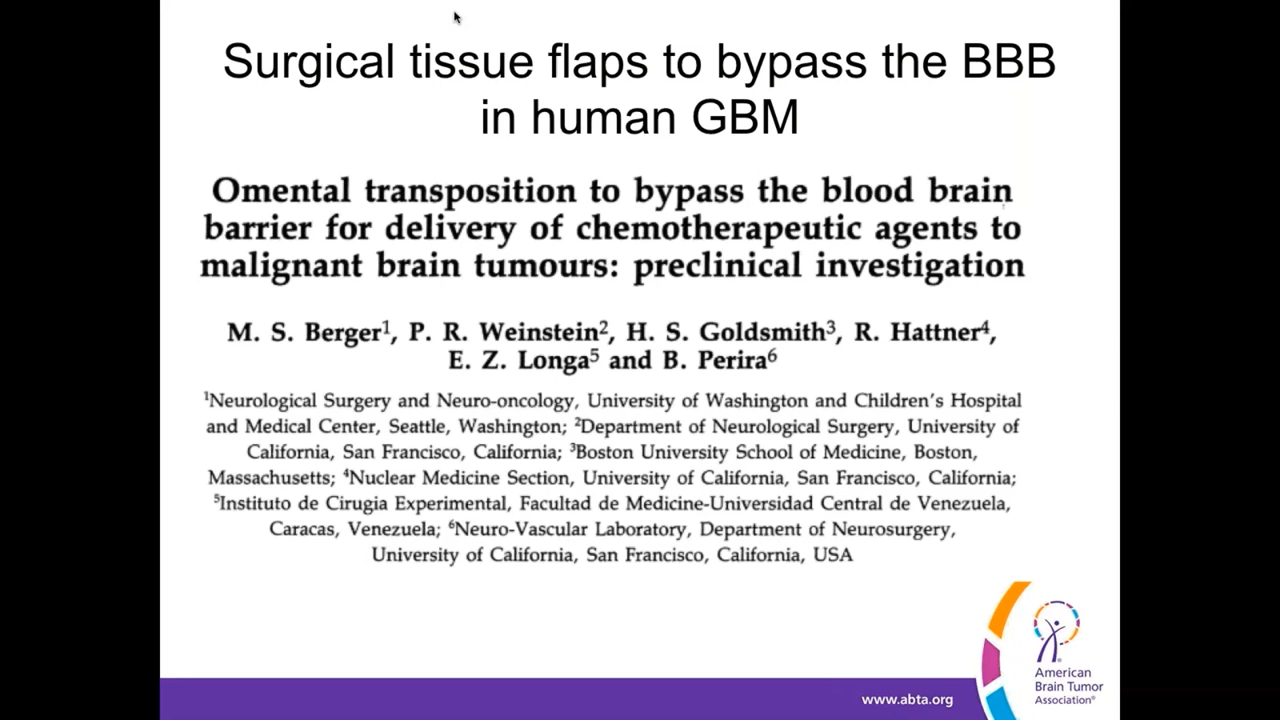 Surgical tissue flaps to bypass the BBB
in human GBM
Omental transposition to bypass the blood brain
barrier for delivery of chemotherapeutic agents to
malignant brain tumours: preclinical investigation
M. S. Berger¹, P. R. Weinstein², H. S. Goldsmith³, R. Hattner⁴,
E. Z. Longa⁵ and B. Perira⁶
¹Neurological Surgery and Neuro-oncology, University of Washington and Children's Hospital
and Medical Center, Seattle, Washington; ²Department of Neurological Surgery, University of
California, San Francisco, California; ³Boston University School of Medicine, Boston,
Massachusetts; ⁴Nuclear Medicine Section, University of California, San Francisco, California;
⁵Instituto de Cirugia Experimental, Facultad de Medicine-Universidad Central de Venezuela,
Caracas, Venezuela; ⁶Neuro-Vascular Laboratory, Department of Neurosurgery,
University of California, San Francisco, California, USA
American
Brain Tumor
Association®
www.abta.org